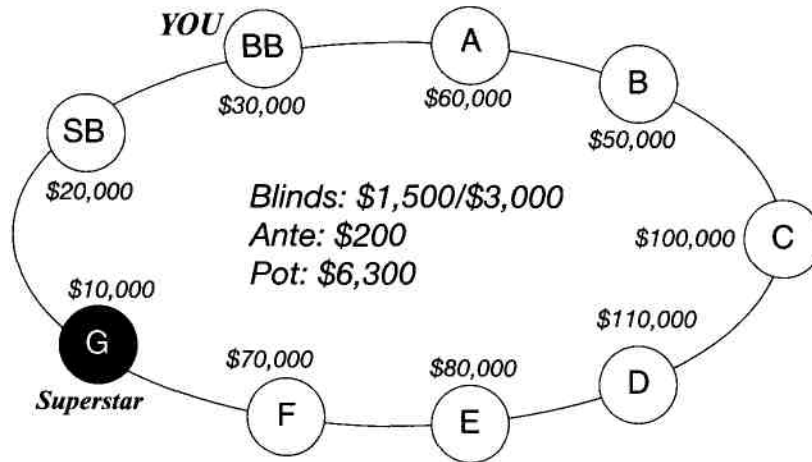 YOU
BB
$30,000
A
$60,000
B
$50,000
SB
$20,000
Blinds: $1,500/$3,000
Ante: $200
Pot: $6,300
$100,000
C
$10,000
G
Superstar
$70,000
F
$80,000
E
$110,000
D